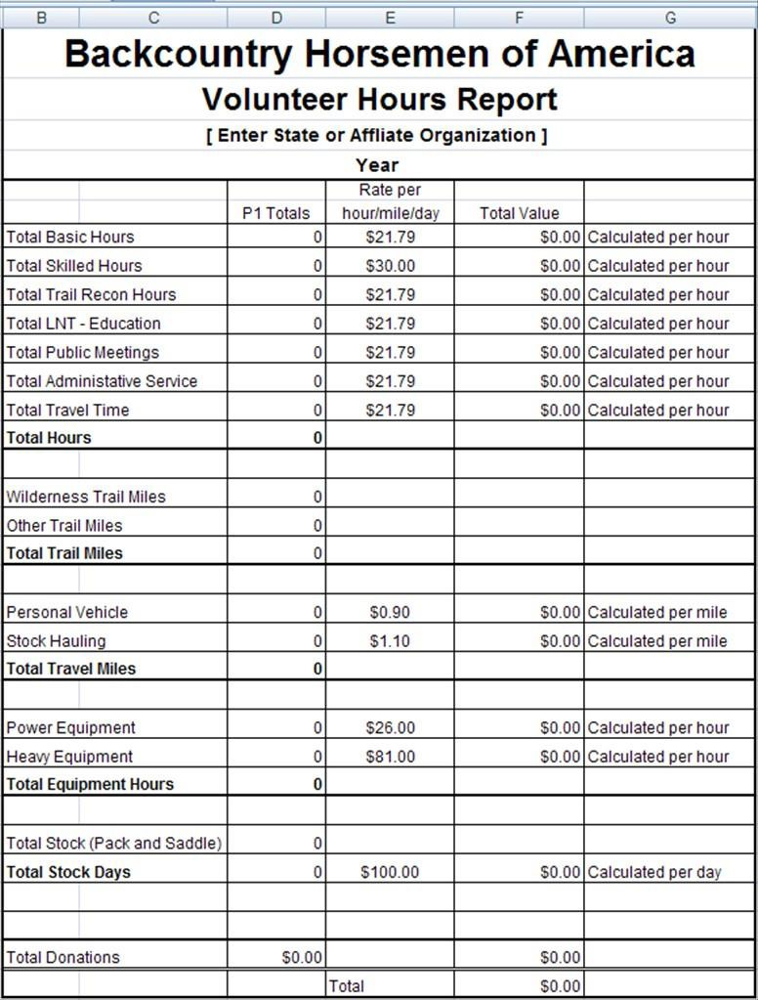 B C D E F G
Backcountry Horsemen of America
Volunteer Hours Report
[ Enter State or Affliate Organization ]
Year
Rate per
P1 Totals hour/mile/day Total Value
Total Basic Hours 0 $21.79 $0.00 Calculated per hour
Total Skilled Hours 0 $30.00 $0.00 Calculated per hour
Total Trail Recon Hours 0 $21.79 $0.00 Calculated per hour
Total LNT - Education 0 $21.79 $0.00 Calculated per hour
Total Public Meetings 0 $21.79 $0.00 Calculated per hour
Total Administative Service 0 $21.79 $0.00 Calculated per hour
Total Travel Time 0 $21.79 $0.00 Calculated per hour
Total Hours 0
Wilderness Trail Miles 0
Other Trail Miles 0
Total Trail Miles 0
Personal Vehicle 0 $0.90 $0.00 Calculated per mile
Stock Hauling 0 $1.10 $0.00 Calculated per mile
Total Travel Miles 0
Power Equipment 0 $26.00 $0.00 Calculated per hour
Heavy Equipment 0 $81.00 $0.00 Calculated per hour
Total Equipment Hours 0
Total Stock (Pack and Saddle) 0
Total Stock Days 0 $100.00 $0.00 Calculated per day
Total Donations $0.00 $0.00
Total $0.00